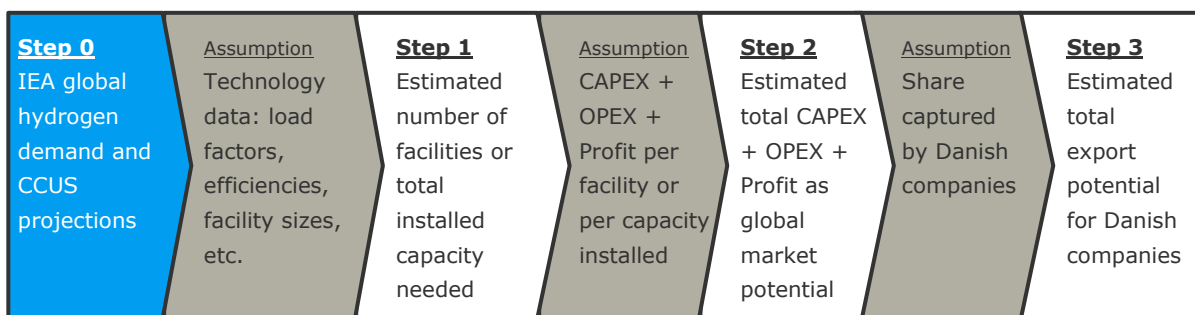 Step 0
IEA global
hydrogen
demand and
CCUS
projections
Assumption
Technology
data: load
factors,
efficiencies,
facility sizes,
etc.
Step 1
Estimated
number of
facilities or
total
installed
capacity
needed
Assumption
CAPEX +
OPEX +
Profit per
facility or
per capacity
installed
Step 2
Estimated
total CAPEX
+ OPEX +
Profit as
global
market
potential
Assumption
Share
captured
by Danish
companies
Step 3
Estimated
total
export
potential
for Danish
companies